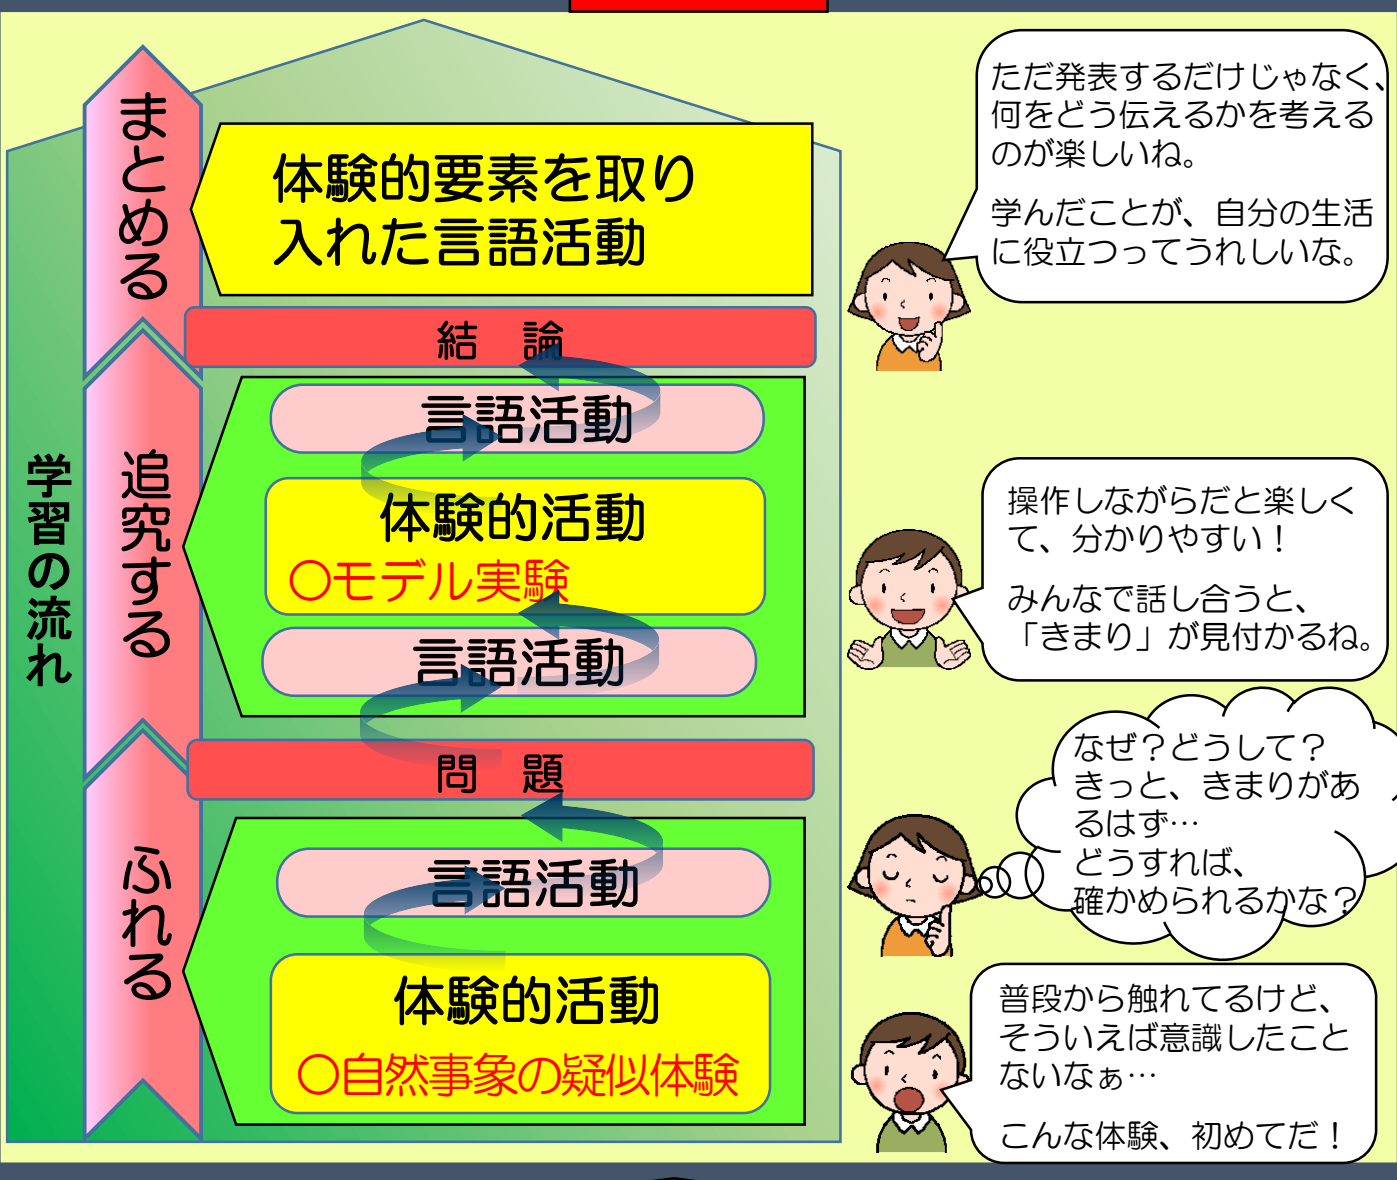 まとめる
体験的要素を取り
入れた言語活動
ただ発表するだけじゃなく、
何をどう伝えるかを考える
のが楽しいね。
学んだことが、自分の生活
に役立つってうれしいな。
結 論
学習の流れ
追究する
言語活動
体験的活動
〇モデル実験
言語活動
操作しながらだと楽しく
て、分かりやすい！
みんなで話し合うと、
「きまり」が見付かるね。
問 題
ふれる
言語活動
体験的活動
〇自然事象の疑似体験
なぜ？どうして？
きっと、きまりがあ
るはず…
どうすれば、
確かめられるかな？
普段から触れてるけど、
そういえば意識したこと
ないなぁ…
こんな体験、初めてだ！